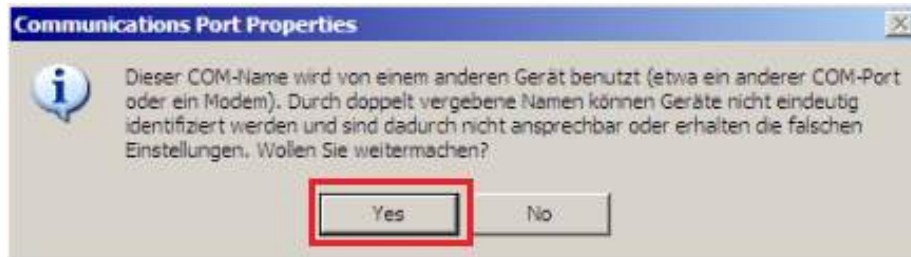 Communications Port Properties
Dieser COM-Name wird von einem anderen Gerät benutzt (etwa ein anderer COM-Port
oder ein Modem). Durch doppelt vergebene Namen können Geräte nicht eindeutig
identifiziert werden und sind dadurch nicht ansprechbar oder erhalten die falschen
Einstellungen. Wollen Sie weitermachen?
Yes No